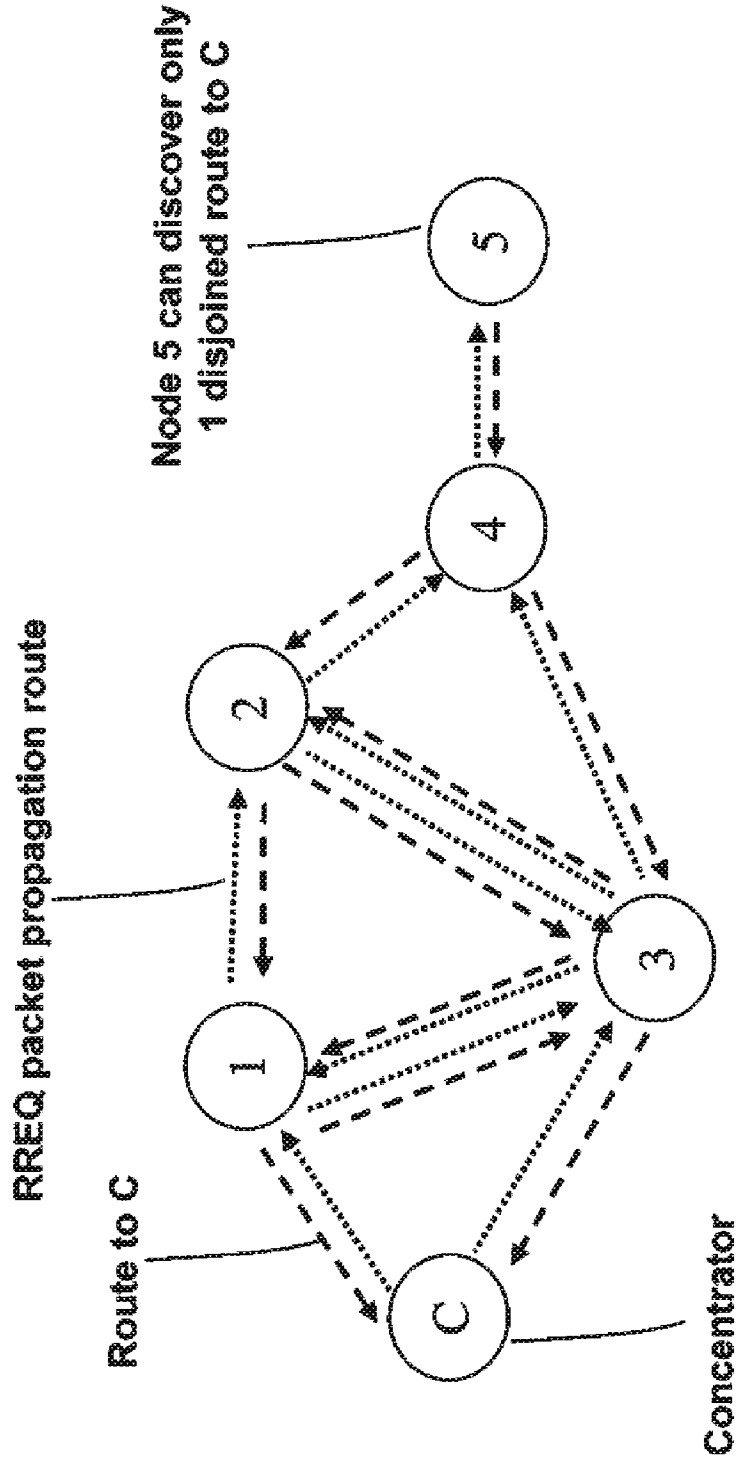 RREQ packet propagation route
Node 5 can discover only
1 disjoined route to C
Route to C
1
2
C
3
4
5
Concentrator